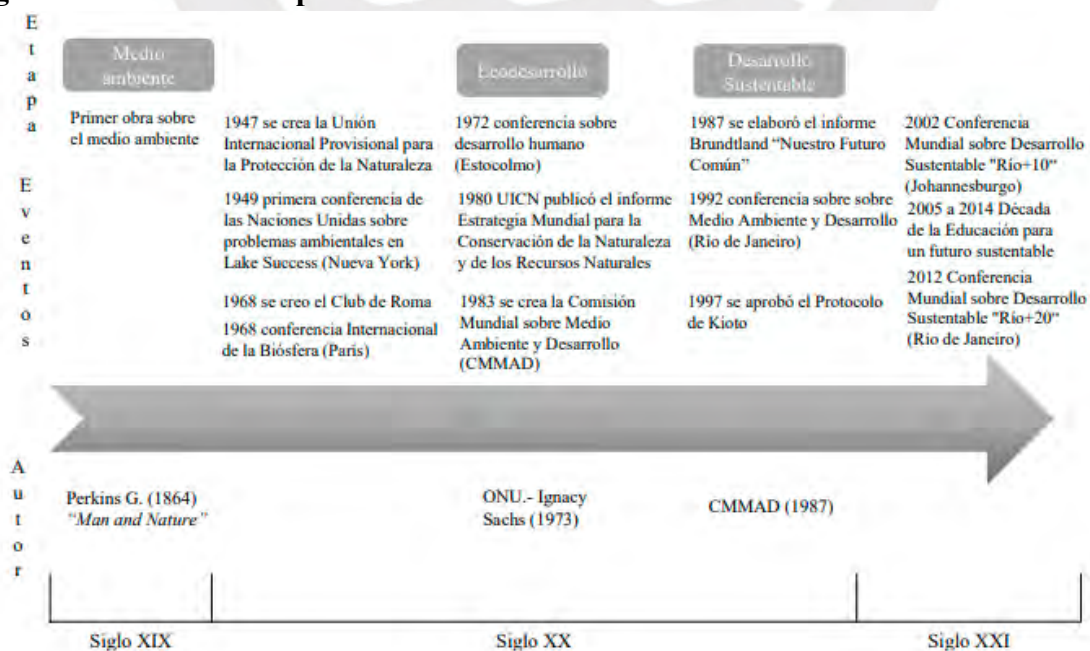 Etapa
Medio
ambiente
Ecodesarrollo
Desarrollo
Sustentable
Eventos
Primer obra sobre
el medio ambiente
1947 se crea la Unión
Internacional Provisional para
la Protección de la Naturaleza
1949 primera conferencia de
las Naciones Unidas sobre
problemas ambientales en
Lake Success (Nueva York)
1968 se creo el Club de Roma
1968 conferencia Internacional
de la Biósfera (París)
1972 conferencia sobre
desarrollo humano
(Estocolmo)
1980 UICN publicó el informe
Estrategia Mundial para la
Conservación de la Naturaleza
y de los Recursos Naturales
1983 se crea la Comisión
Mundial sobre Medio
Ambiente y Desarrollo
(CMMAD)
1987 se elaboró el informe
Brundtland “Nuestro Futuro
Común”
1992 conferencia sobre sobre
Medio Ambiente y Desarrollo
(Río de Janeiro)
1997 se aprobó el Protocolo
de Kioto
2002 Conferencia
Mundial sobre Desarrollo
Sustentable "Río+10“
(Johannesburgo)
2005 a 2014 Década
de la Educación para
un futuro sustentable
2012 Conferencia
Mundial sobre Desarrollo
Sustentable "Río+20“
(Rio de Janeiro)
Autor
Perkins G. (1864)
“Man and Nature”
ONU.- Ignacy
Sachs (1973)
CMMAD (1987)
Siglo XIX
Siglo XX
Siglo XXI